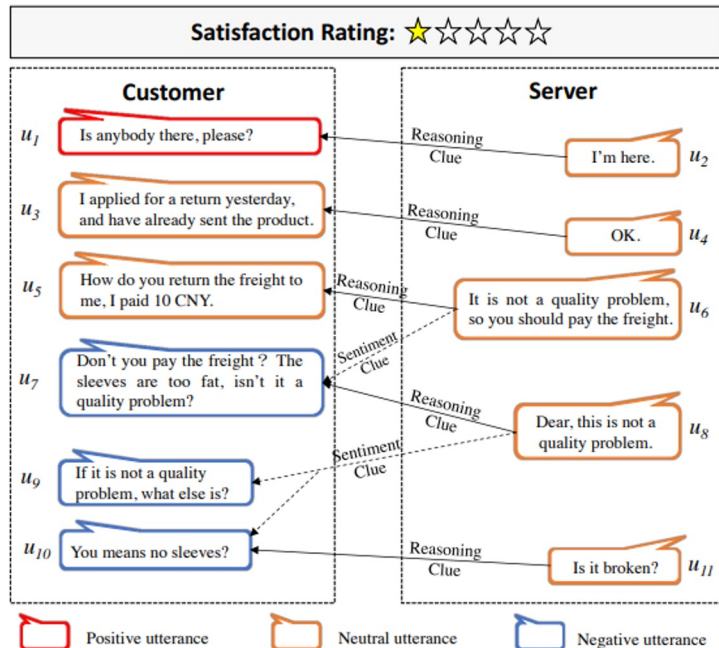 Satisfaction Rating:
Customer
Server
u1
Is anybody there, please?
Reasoning
Clue
I'm here.
u2
u3
I applied for a return yesterday,
and have already sent the product.
Reasoning
Clue
OK.
u4
u5
How do you return the freight to
me, I paid 10 CNY.
Reasoning
Clue
It is not a quality problem,
so you should pay the freight.
u6
Sentiment
Clue
u7
Don't you pay the freight? The
sleeves are too fat, isn't it a
quality problem?
Reasoning
Clue
Dear, this is not a
quality problem.
u8
Sentiment
Clue
u9
If it is not a quality
problem, what else is?
u10
You means no sleeves?
Reasoning
Clue
Is it broken?
u11
Positive utterance
Neutral utterance
Negative utterance